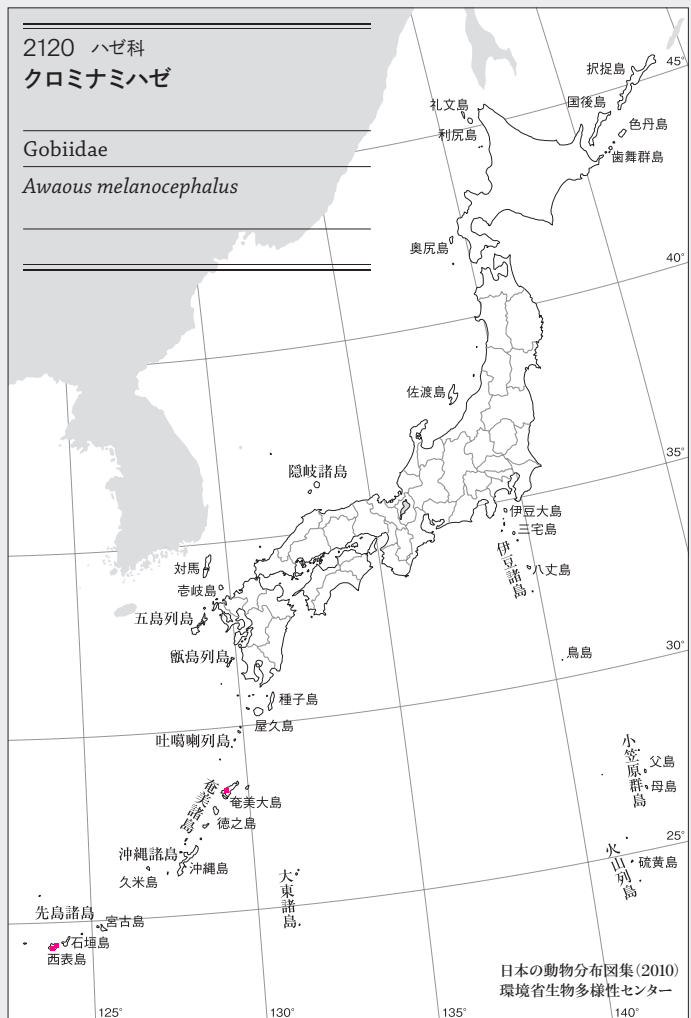 2120 ハゼ科
クロミナミハゼ
Gobiidae
Awaous melanocephalus
45°
択捉島
国後島
礼文島
色丹島
利尻島
歯舞群島
奥尻島
40°
佐渡島
35°
隠岐諸島
伊豆大島
三宅島
伊豆諸島
八丈島
対馬
壱岐島
五島列島
甑島列島
鳥島
30°
種子島
屋久島
吐噶喇列島
小笠原群島
父島
母島
奄美諸島
奄美大島
徳之島
25°
沖縄諸島
沖縄島
久米島
火山列島
硫黄島
大東諸島
先島諸島
宮古島
石垣島
西表島
日本の動物分布図集(2010)
環境省生物多様性センター
125°
130°
135°
140°